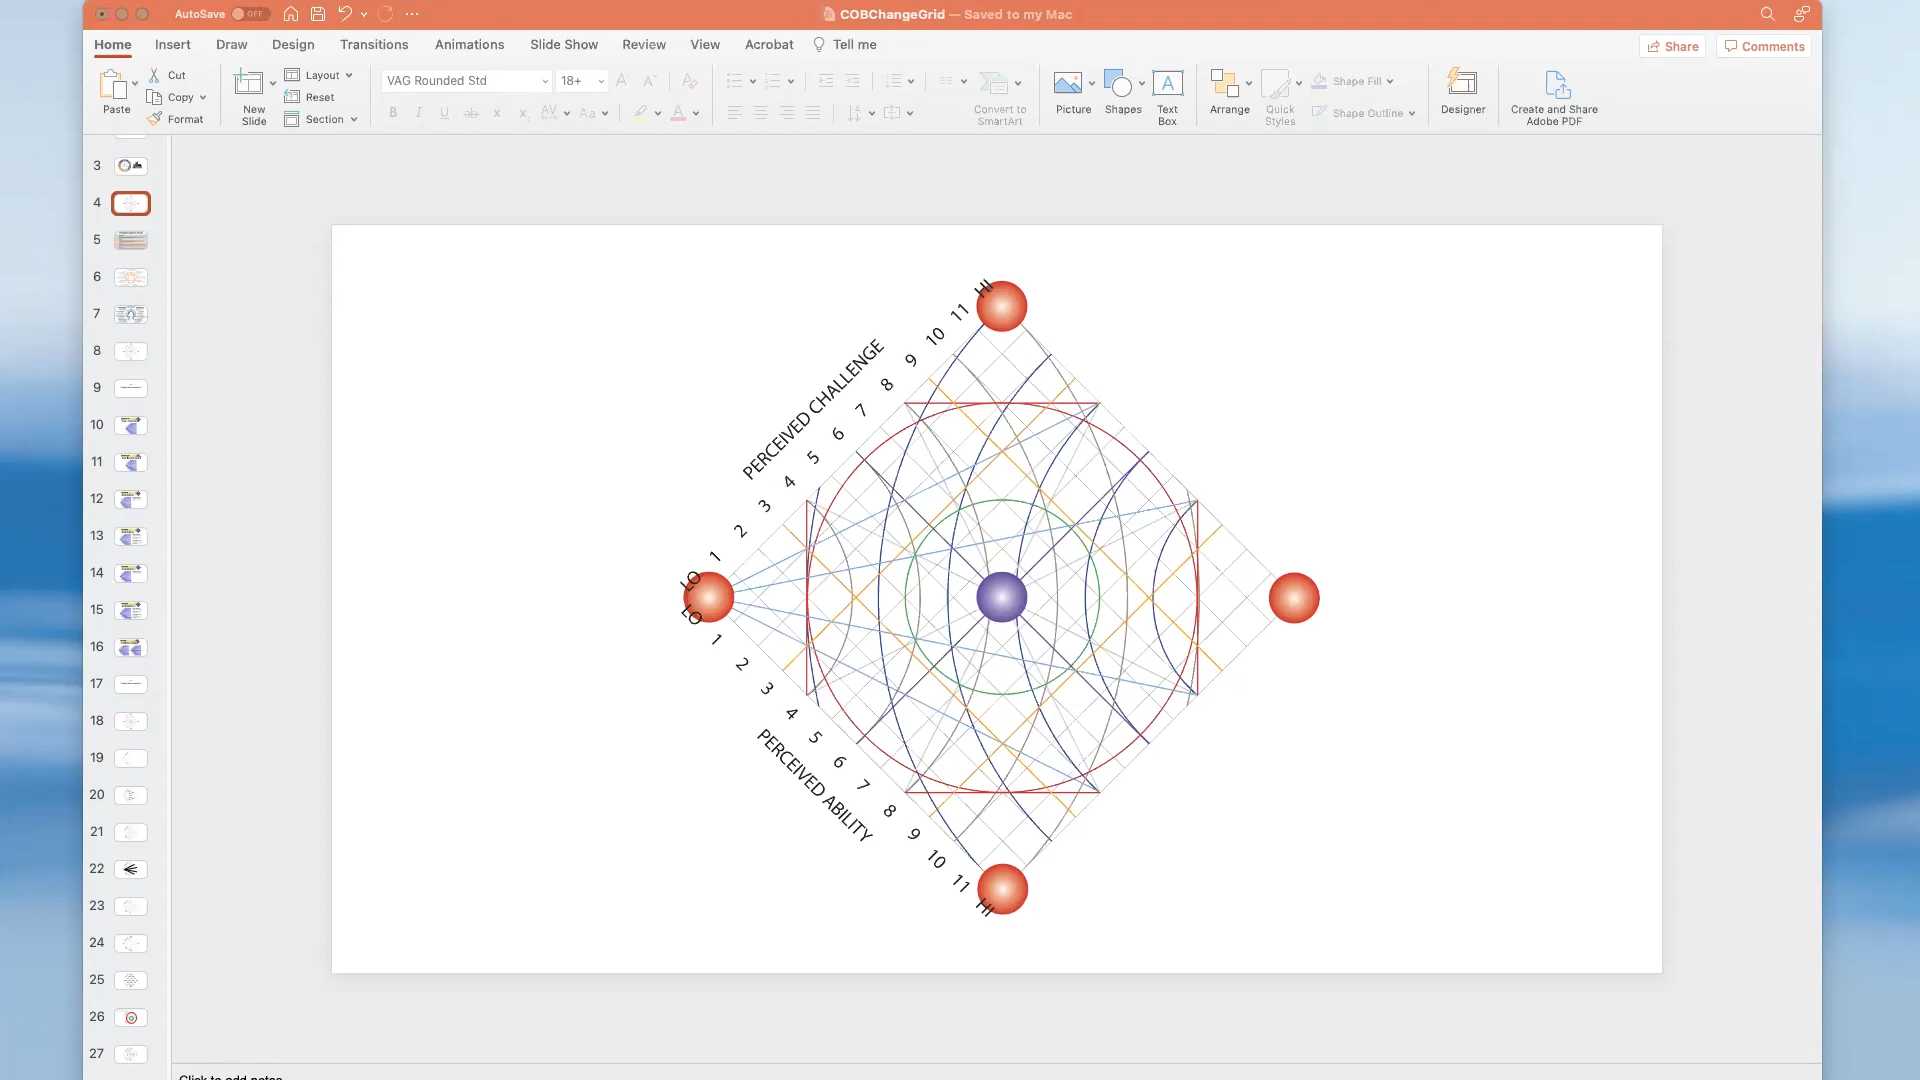 AutoSave OFF
COBChangeGrid — Saved to my Mac
Home Insert Draw Design Transitions Animations Slide Show Review View Acrobat Tell me
Share Comments
Paste
Cut
Copy
Format
New
Slide
Layout
Reset
Section
VAG Rounded Std 18+
Convert to
SmartArt
Picture
Shapes
Text
Box
Arrange
Quick
Styles
Shape Fill
Shape Outline
Designer
Create and Share
Adobe PDF
3
4
5
6
7
8
9
10
11
12
13
14
15
16
17
18
19
20
21
22
23
24
25
26
27
PERCEIVED CHALLENGE
LO 1 2 3 4 5 6 7 8 9 10 11 HI
LO 1 2 3 4 5 6 7 8 9 10 11 HI
PERCEIVED ABILITY
Click to add notes